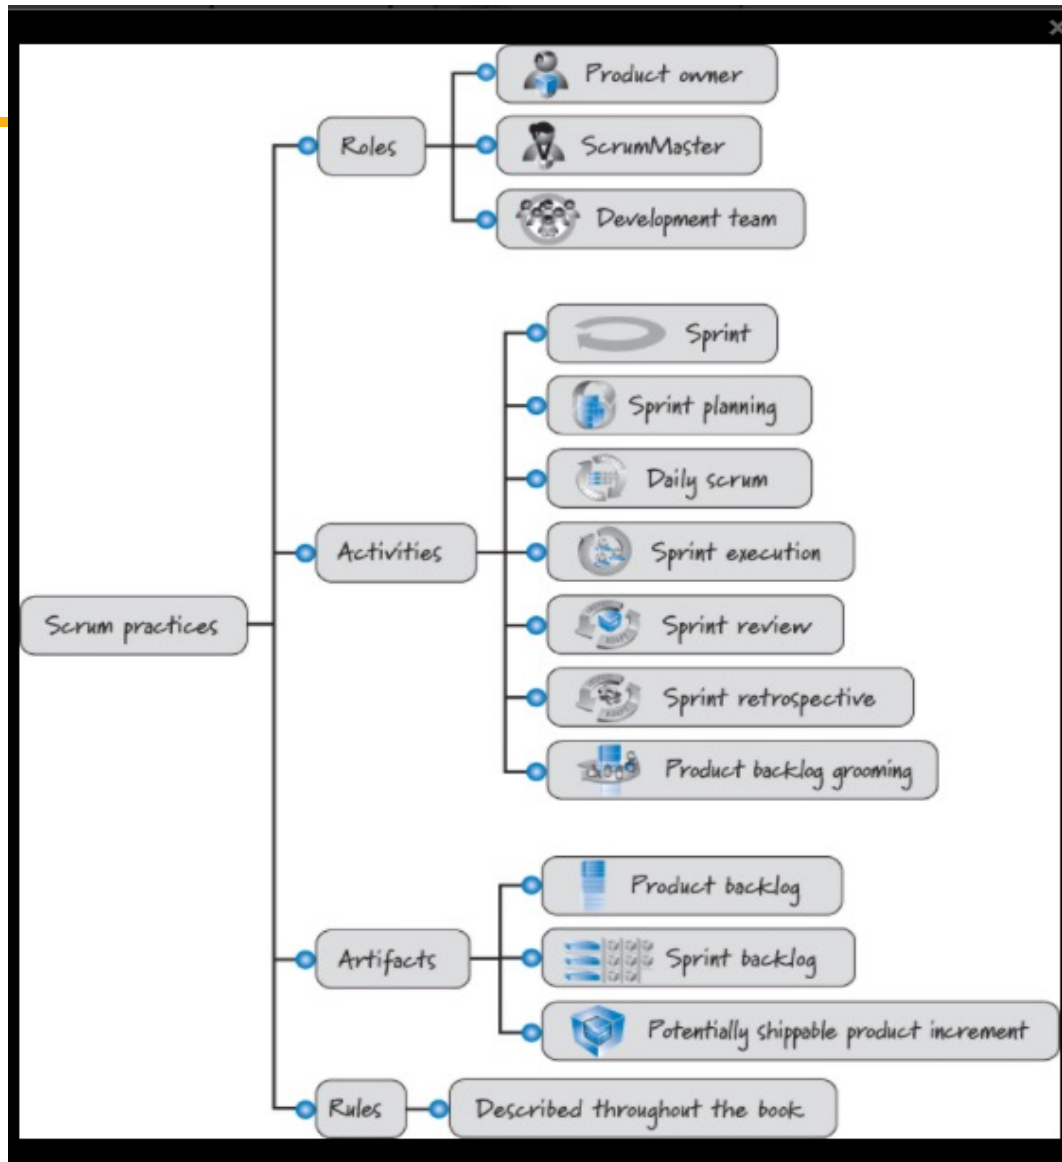 Scrum practices
Roles
Product owner
ScrumMaster
Development team
Activities
Sprint
Sprint planning
Daily scrum
Sprint execution
Sprint review
Sprint retrospective
Product backlog grooming
Artifacts
Product backlog
Sprint backlog
Potentially shippable product increment
Rules
Described throughout the book